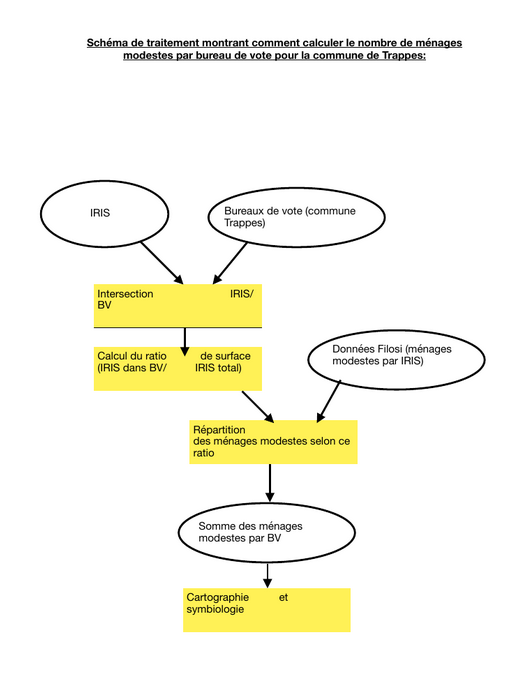 Schéma de traitement montrant comment calculer le nombre de ménages
modestes par bureau de vote pour la commune de Trappes:
IRIS
Bureaux de vote (commune
Trappes)
Intersection IRIS/
BV
Calcul du ratio de surface
(IRIS dans BV/ IRIS total)
Données Filosi (ménages
modestes par IRIS)
Répartition
des ménages modestes selon ce
ratio
Somme des ménages
modestes par BV
Cartographie et
symbiologie